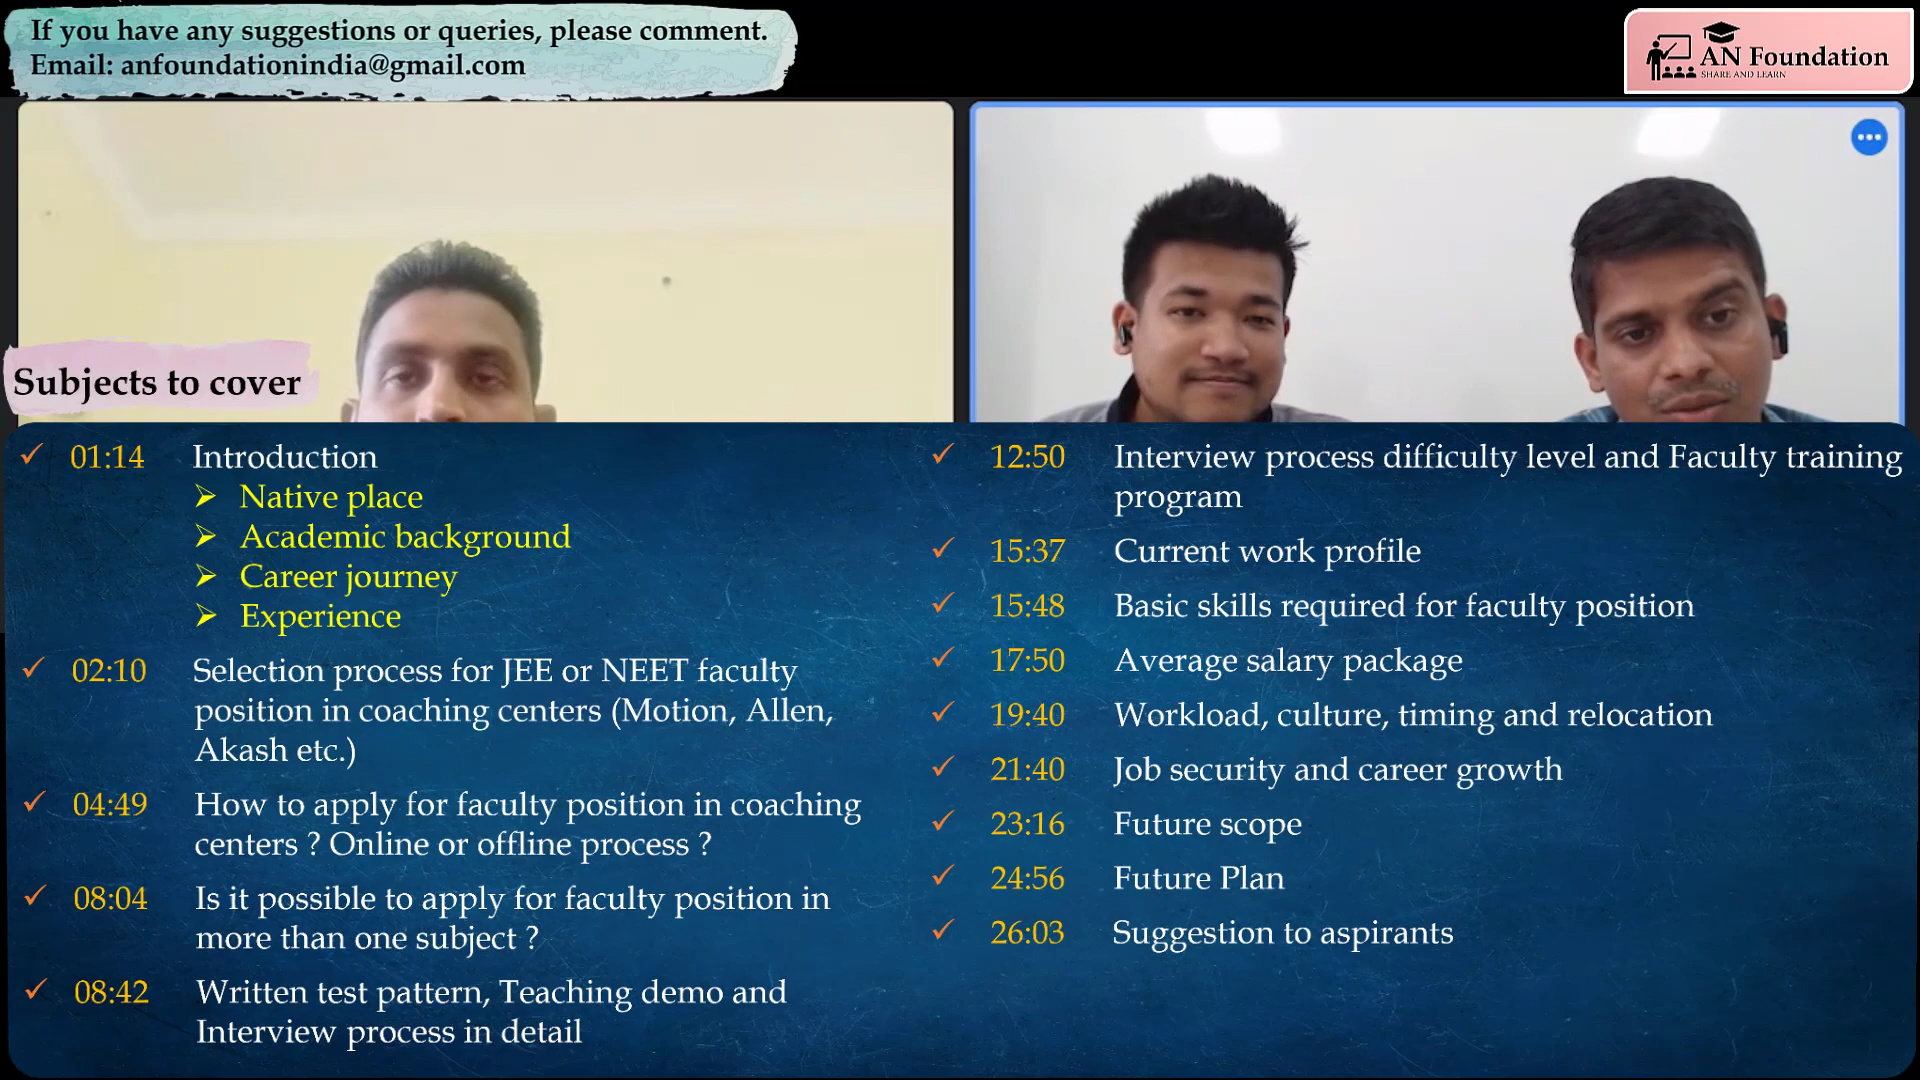 If you have any suggestions or queries, please comment.
Email: anfoundationindia@gmail.com
AN Foundation
SHARE AND LEARN
Subjects to cover
01:14 Introduction
Native place
Academic background
Career journey
Experience
02:10 Selection process for JEE or NEET faculty
position in coaching centers (Motion, Allen,
Akash etc.)
04:49 How to apply for faculty position in coaching
centers ? Online or offline process ?
08:04 Is it possible to apply for faculty position in
more than one subject ?
08:42 Written test pattern, Teaching demo and
Interview process in detail
12:50 Interview process difficulty level and Faculty training
program
15:37 Current work profile
15:48 Basic skills required for faculty position
17:50 Average salary package
19:40 Workload, culture, timing and relocation
21:40 Job security and career growth
23:16 Future scope
24:56 Future Plan
26:03 Suggestion to aspirants